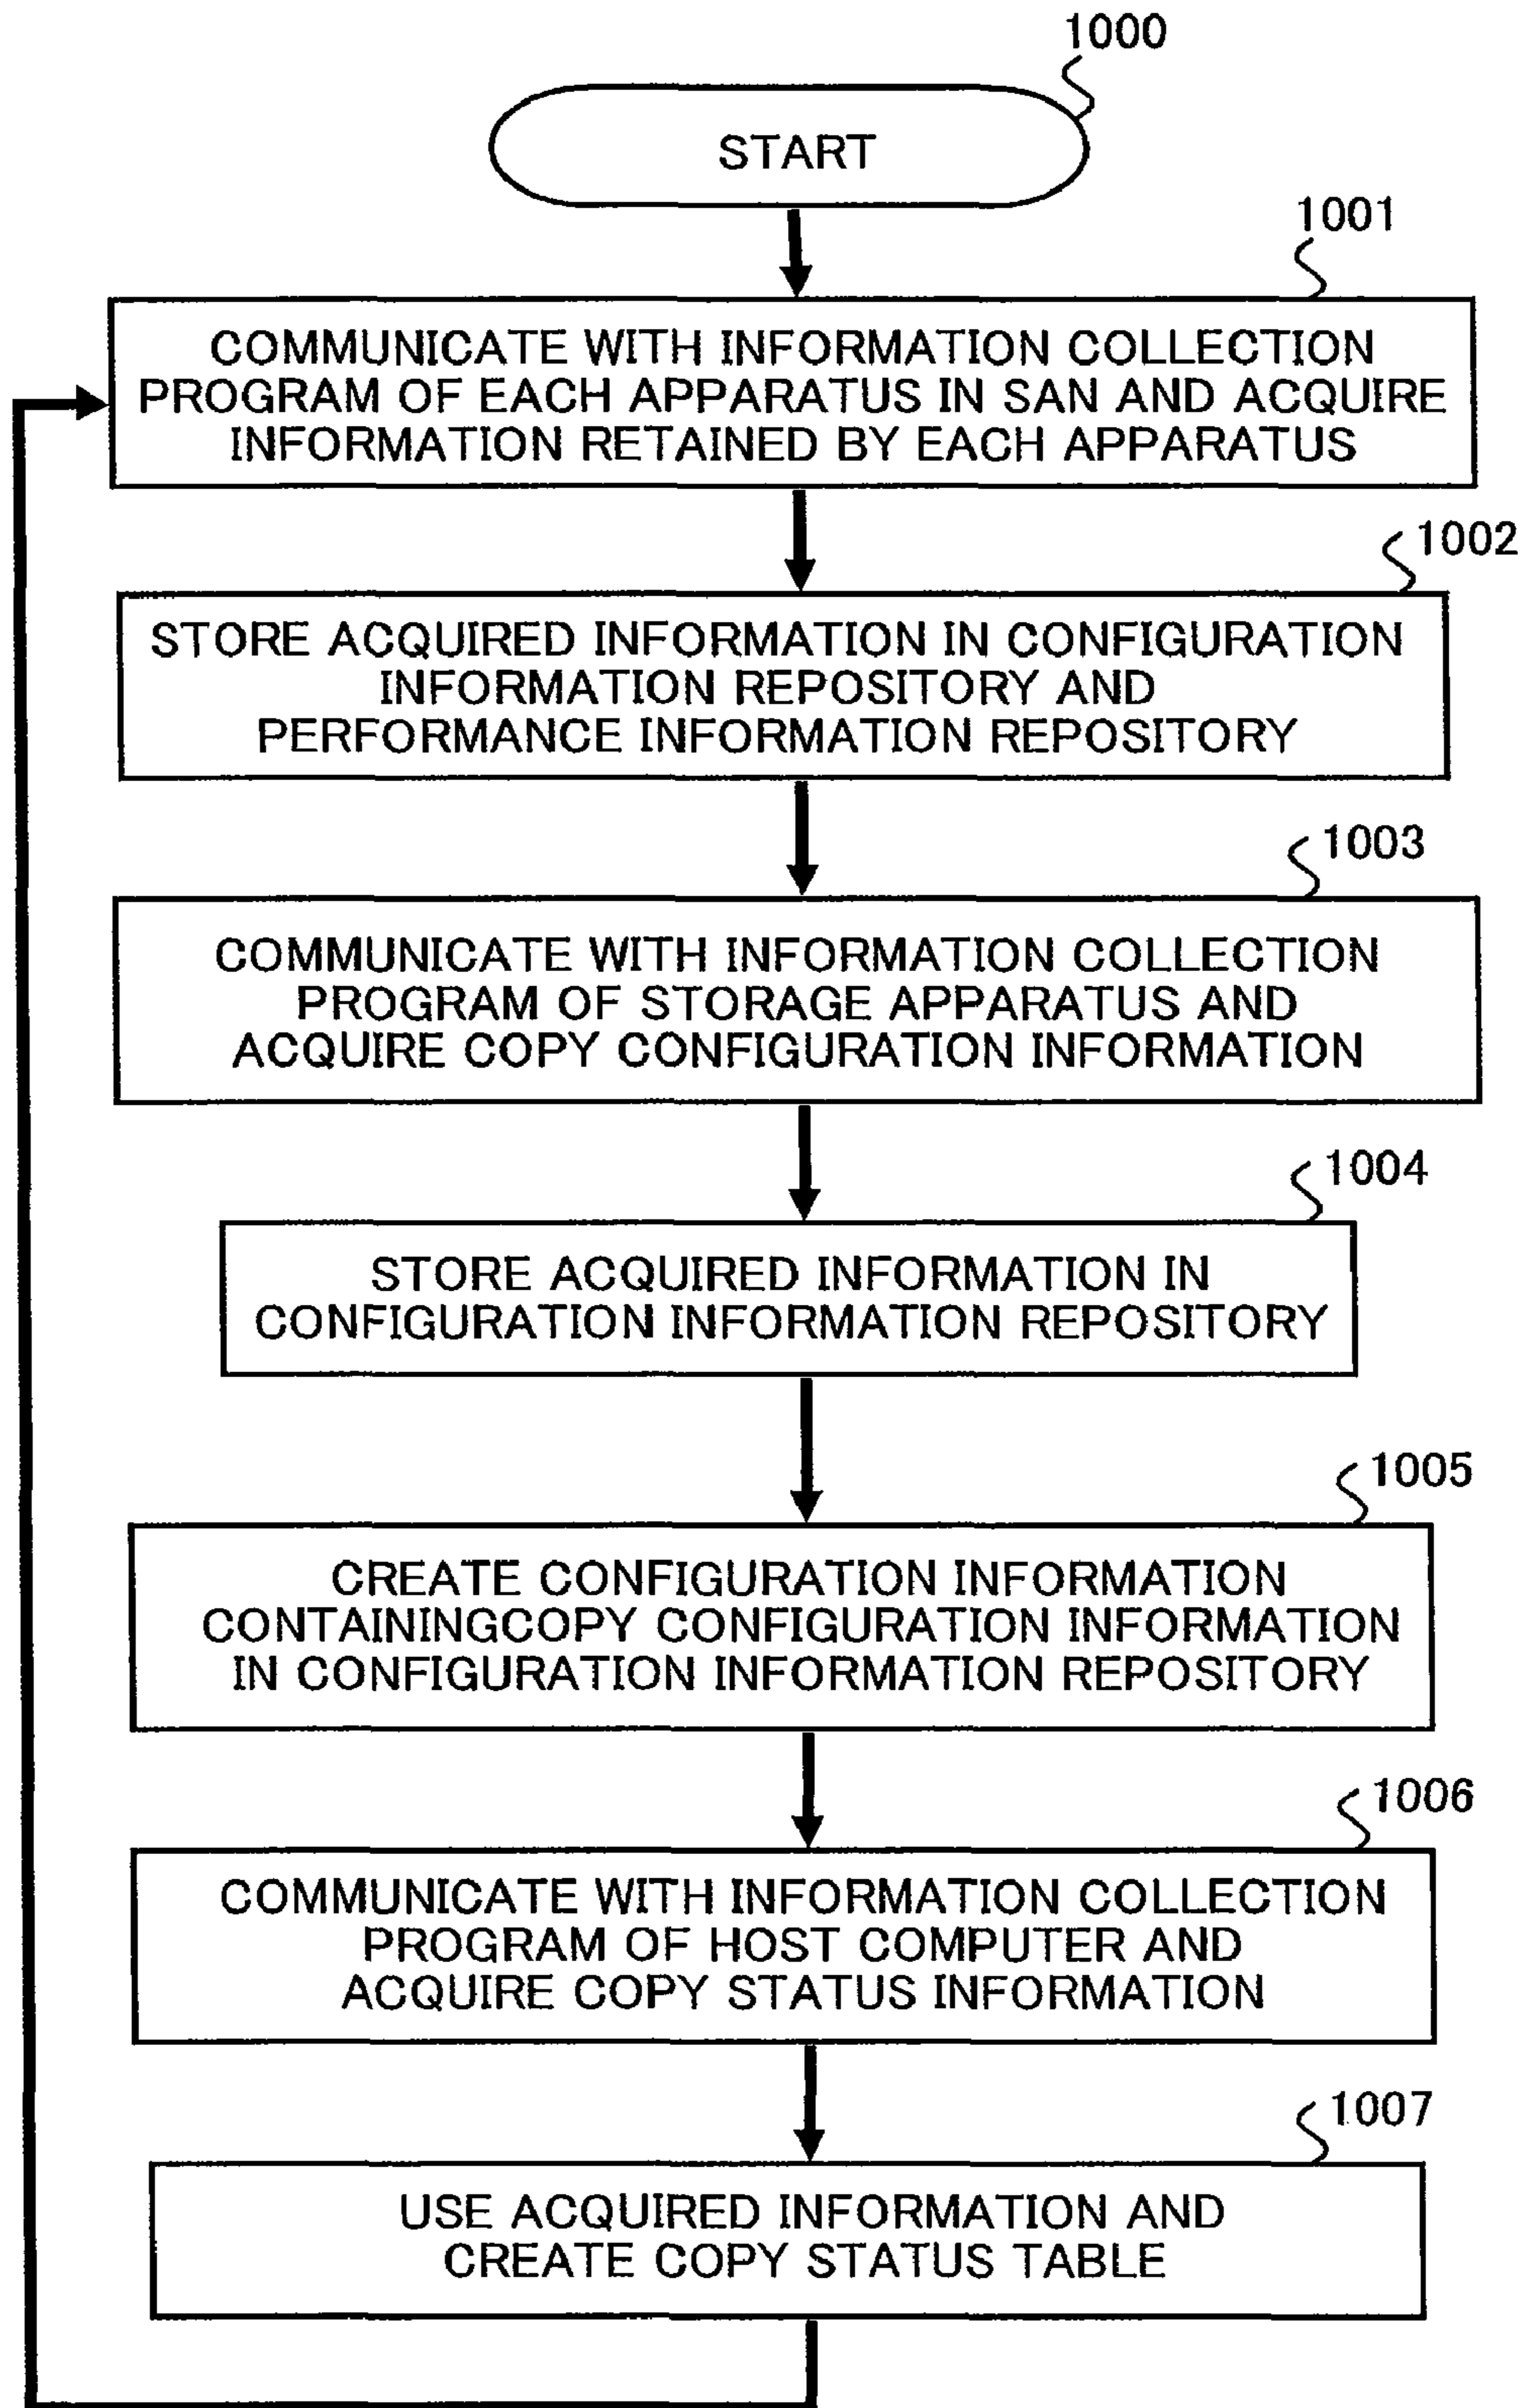 1000
START
1001
COMMUNICATE WITH INFORMATION COLLECTION
PROGRAM OF EACH APPARATUS IN SAN AND ACQUIRE
INFORMATION RETAINED BY EACH APPARATUS
1002
STORE ACQUIRED INFORMATION IN CONFIGURATION
INFORMATION REPOSITORY AND
PERFORMANCE INFORMATION REPOSITORY
1003
COMMUNICATE WITH INFORMATION COLLECTION
PROGRAM OF STORAGE APPARATUS AND
ACQUIRE COPY CONFIGURATION INFORMATION
1004
STORE ACQUIRED INFORMATION IN
CONFIGURATION INFORMATION REPOSITORY
1005
CREATE CONFIGURATION INFORMATION
CONTAININGCOPY CONFIGURATION INFORMATION
IN CONFIGURATION INFORMATION REPOSITORY
1006
COMMUNICATE WITH INFORMATION COLLECTION
PROGRAM OF HOST COMPUTER AND
ACQUIRE COPY STATUS INFORMATION
1007
USE ACQUIRED INFORMATION AND
CREATE COPY STATUS TABLE